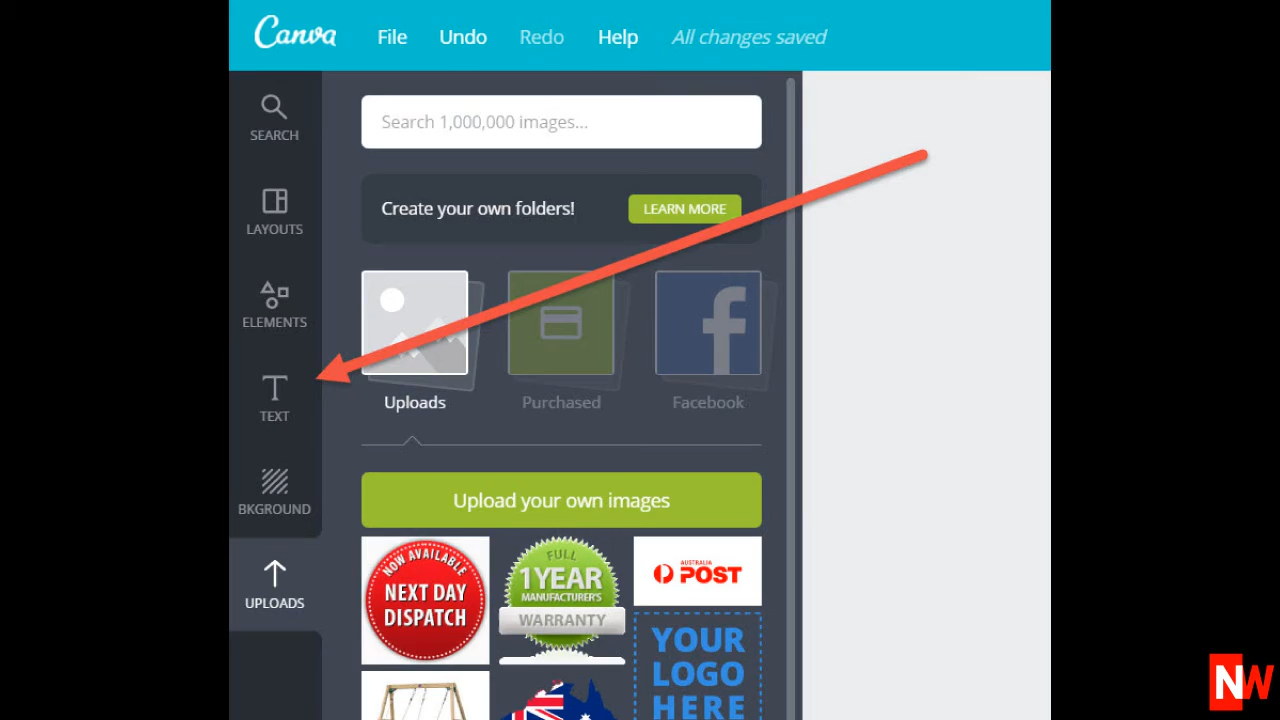 Canva File Undo Redo Help All changes saved
SEARCH
LAYOUTS
ELEMENTS
TEXT
BKGROUND
UPLOADS
Search 1,000,000 images...
Create your own folders! LEARN MORE
Uploads Purchased Facebook
Upload your own images
NOW AVAILABLE
NEXT DAY
DISPATCH
FULL
1 YEAR
MANUFACTURER'S
WARRANTY
AUSTRALIA
POST
YOUR
LOGO
HERE
NW